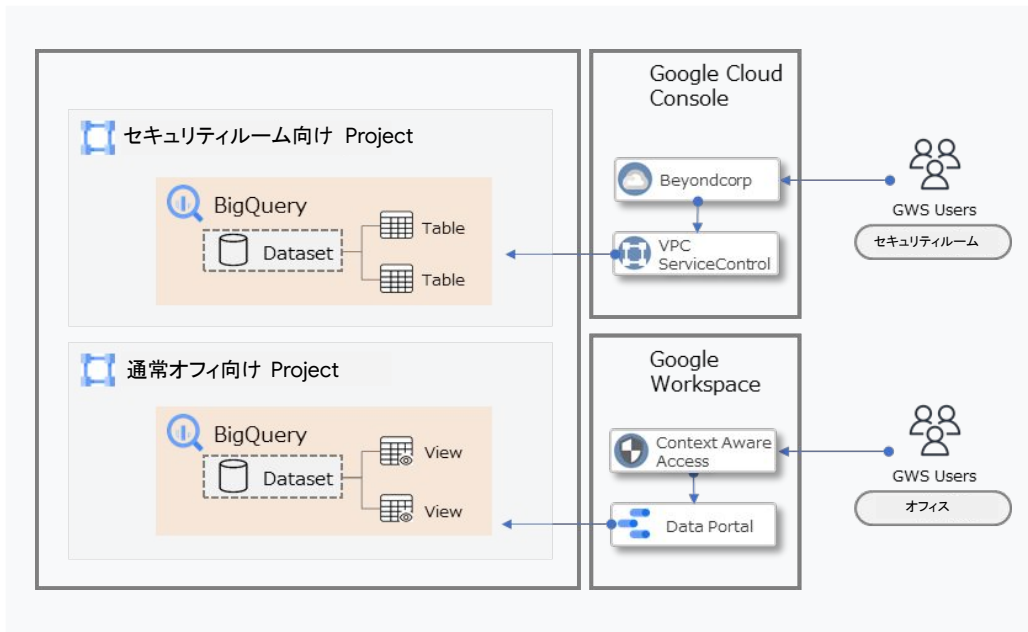 Google Cloud
Console
セキュリティルーム向け Project
BigQuery
Dataset
Table
Table
Beyondcorp
VPC
ServiceControl
GWS Users
セキュリティルーム
通常オフィ向け Project
BigQuery
Dataset
View
View
Google
Workspace
Context Aware
Access
Data Portal
GWS Users
オフィス